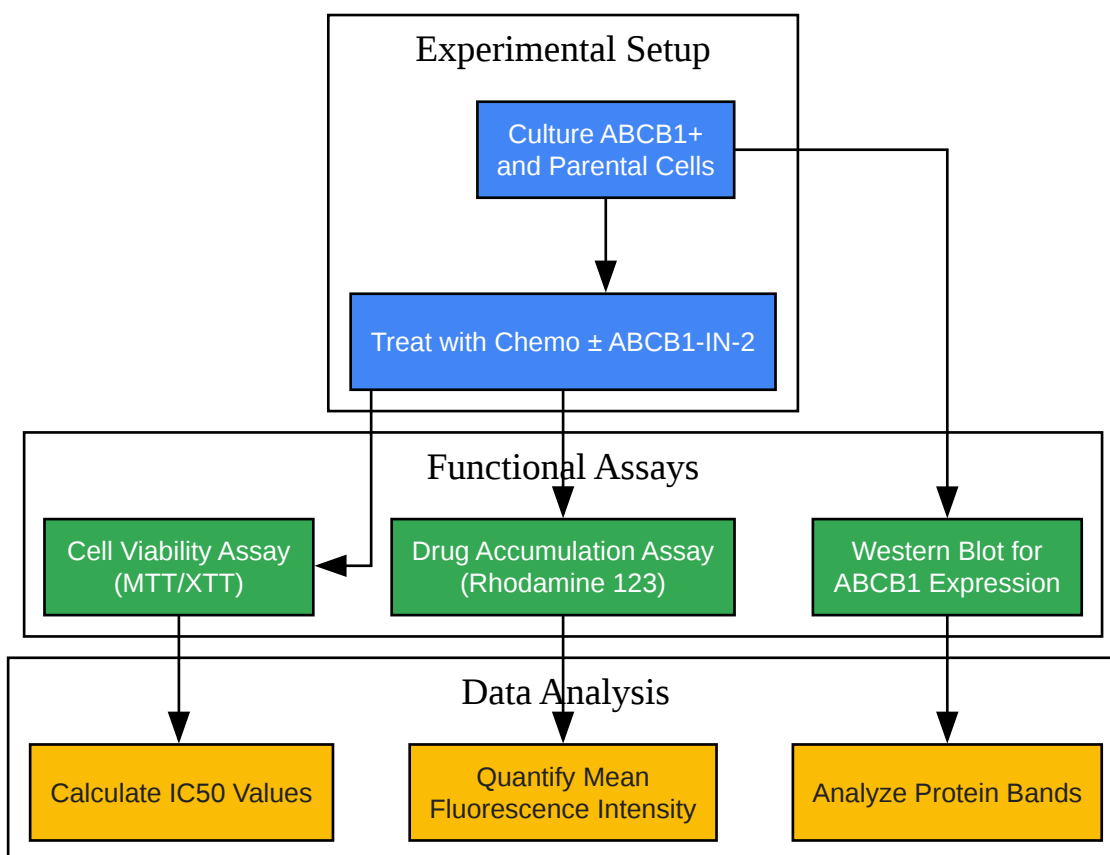 Experimental Setup
Culture ABCB1+
and Parental Cells
Treat with Chemo ± ABCB1-IN-2
Functional Assays
Cell Viability Assay
(MTT/XTT)
Drug Accumulation Assay
(Rhodamine 123)
Western Blot for
ABCB1 Expression
Data Analysis
Calculate IC50 Values
Quantify Mean
Fluorescence Intensity
Analyze Protein Bands